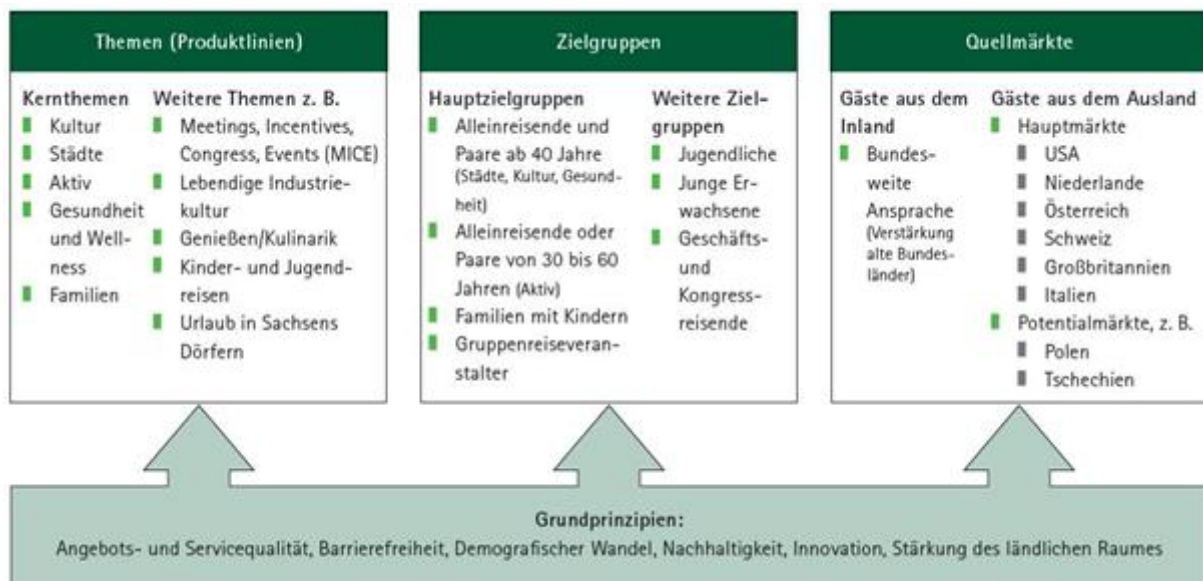 Themen (Produktlinien)
Kernthemen
Kultur
Städte
Aktiv
Gesundheit
und Well-
ness
Familien
Weitere Themen z. B.
Meetings, Incentives,
Congress, Events (MICE)
Lebendige Industrie-
kultur
Genießen/Kulinarik
Kinder- und Jugend-
reisen
Urlaub in Sachsens
Dörfern
Zielgruppen
Hauptzielgruppen
Alleinreisende und
Paare ab 40 Jahre
(Städte, Kultur, Gesund-
heit)
Alleinreisende oder
Paare von 30 bis 60
Jahren (Aktiv)
Familien mit Kindern
Gruppenreiseveran-
stalter
Weitere Ziel-
gruppen
Jugendliche
Junge Er-
wachsene
Geschäfts-
und
Kongress-
reisende
Quellmärkte
Gäste aus dem
Inland
Bundes-
weite
Ansprache
(Verstärkung
alte Bundes-
länder)
Gäste aus dem Ausland
Hauptmärkte
USA
Niederlande
Österreich
Schweiz
Großbritannien
Italien
Potentialmärkte, z. B.
Polen
Tschechien
Grundprinzipien:
Angebots- und Servicequalität, Barrierefreiheit, Demografischer Wandel, Nachhaltigkeit, Innovation, Stärkung des ländlichen Raumes